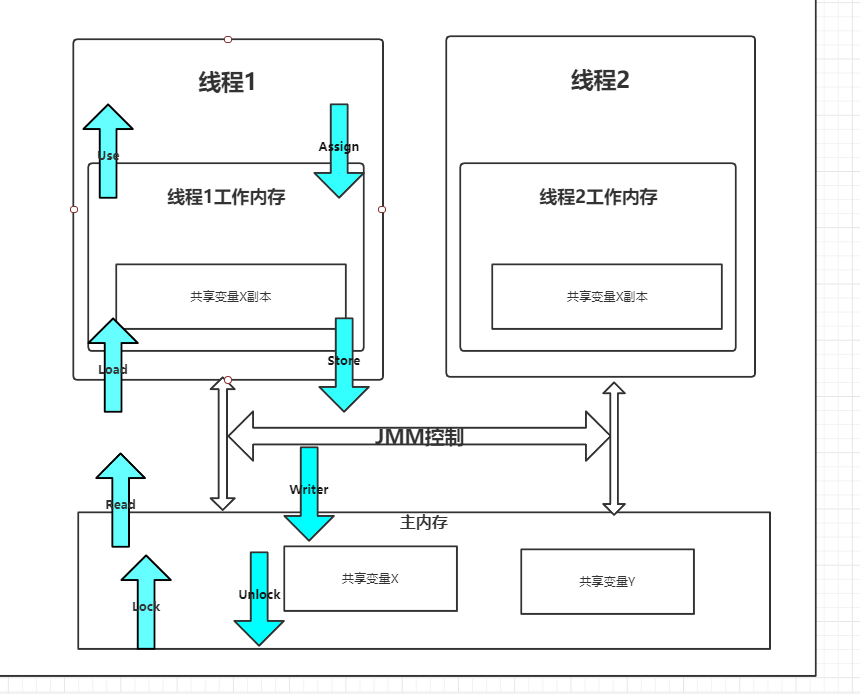 线程1
线程2
Use
Assign
线程1工作内存
线程2工作内存
共享变量X副本
共享变量X副本
Load
Store
JMM控制
Read
Writer
主内存
共享变量X
共享变量Y
Lock
Unlock